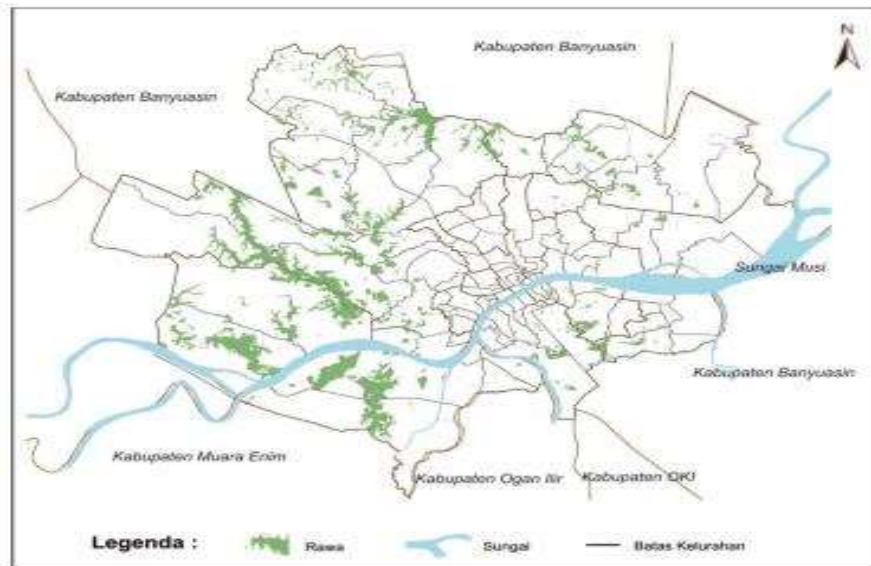 N
Kabupaten Banyuasin
Kabupaten Banyuasin
Sungai Musi
Kabupaten Banyuasin
Kabupaten Muara Enim
Kabupaten Ogan Ilir
Kabupaten OKI
Legenda :
Rawa
Sungai
Batas Kelurahan